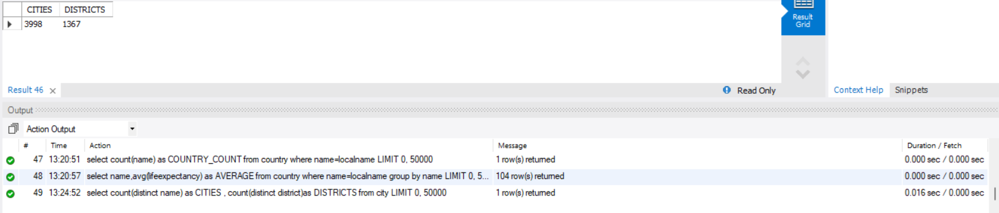 CITIES DISTRICTS
3998 1367
Result Grid
Result 46 × Read Only
Context Help Snippets
Output
Action Output
# Time Action Message Duration / Fetch
47 13:20:51 select count(name) as COUNTRY_COUNT from country where name=localname LIMIT 0, 50000 1 row(s) returned 0.000 sec / 0.000 sec
48 13:20:57 select name,avg(lifeexpectancy) as AVERAGE from country where name=localname group by name LIMIT 0, 5... 104 row(s) returned 0.000 sec / 0.000 sec
49 13:24:52 select count(distinct name) as CITIES , count(distinct district)as DISTRICTS from city LIMIT 0, 50000 1 row(s) returned 0.016 sec / 0.000 sec